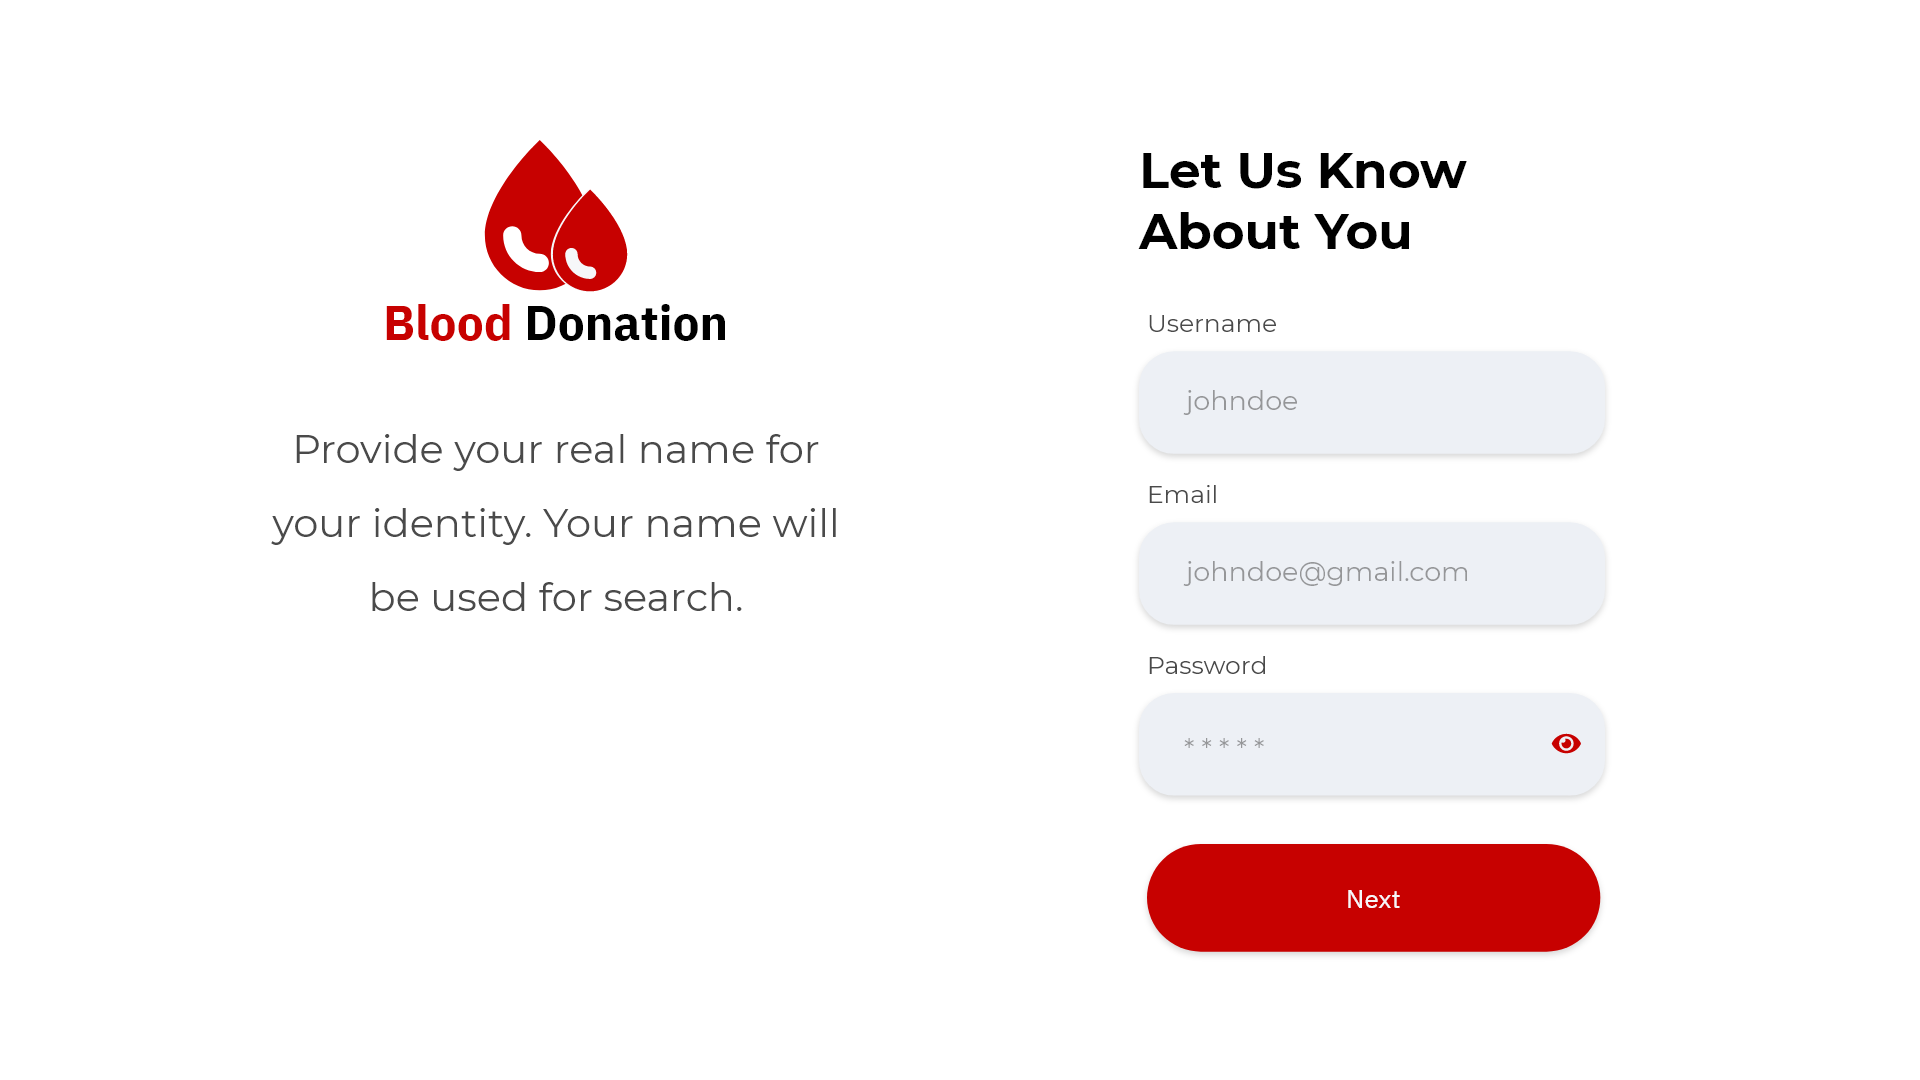 Blood Donation
Provide your real name for
your identity. Your name will
be used for search.
Let Us Know
About You
Username
johndoe
Email
johndoe@gmail.com
Password
* * * * *
Next